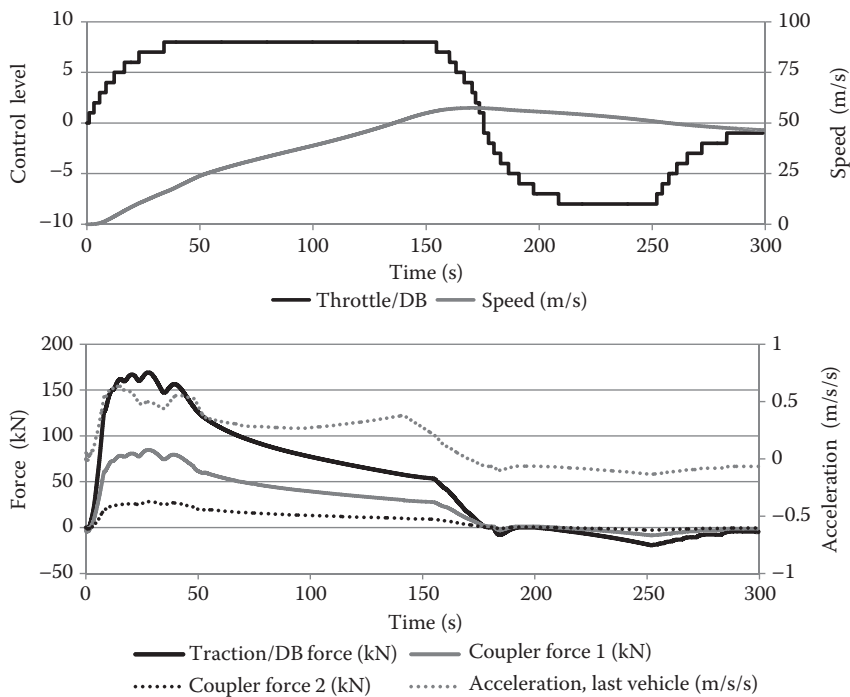 10
5
0
−5
−10
Control level
100
75
50
25
0
Speed (m/s)
0 50 100 150 200 250 300
Time (s)
Throttle/DB Speed (m/s)
200
150
100
50
0
−50
Force (kN)
1
0.5
0
−0.5
−1
Acceleration (m/s/s)
0 50 100 150 200 250 300
Time (s)
Traction/DB force (kN) Coupler force 1 (kN)
Coupler force 2 (kN) Acceleration, last vehicle (m/s/s)